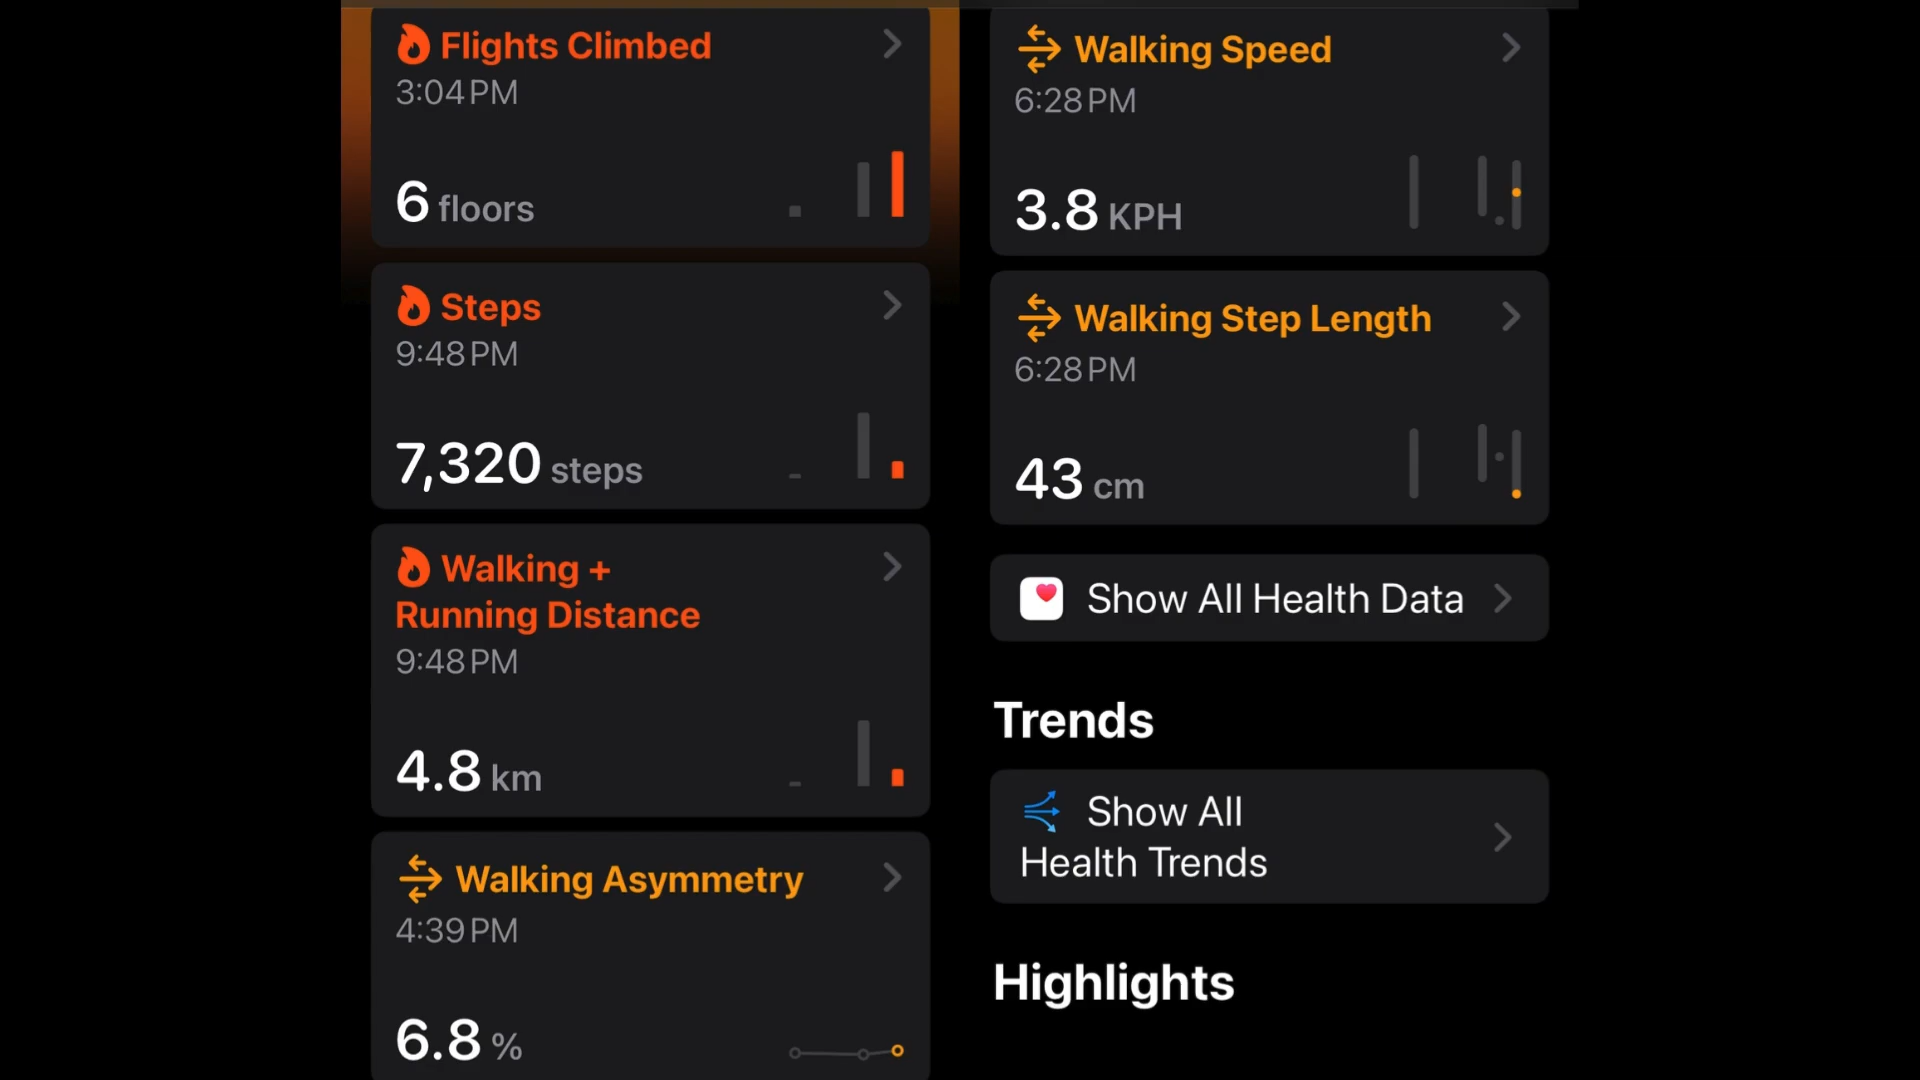 Flights Climbed
3:04 PM
6 floors
Steps
9:48 PM
7,320 steps
Walking +
Running Distance
9:48 PM
4.8 km
Walking Asymmetry
4:39 PM
6.8 %
Walking Speed
6:28 PM
3.8 KPH
Walking Step Length
6:28 PM
43 cm
Show All Health Data
Trends
Show All
Health Trends
Highlights